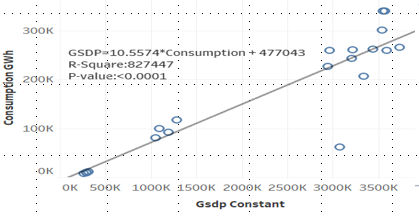 300K
GSDP=10.5574*Consumption + 477043
R-Square:827447
P-value:<0.0001
200K
100K
0K
Consumption GWh
0K 500K 1000K 1500K 2000K 2500K 3000K 3500K
Gsdp Constant